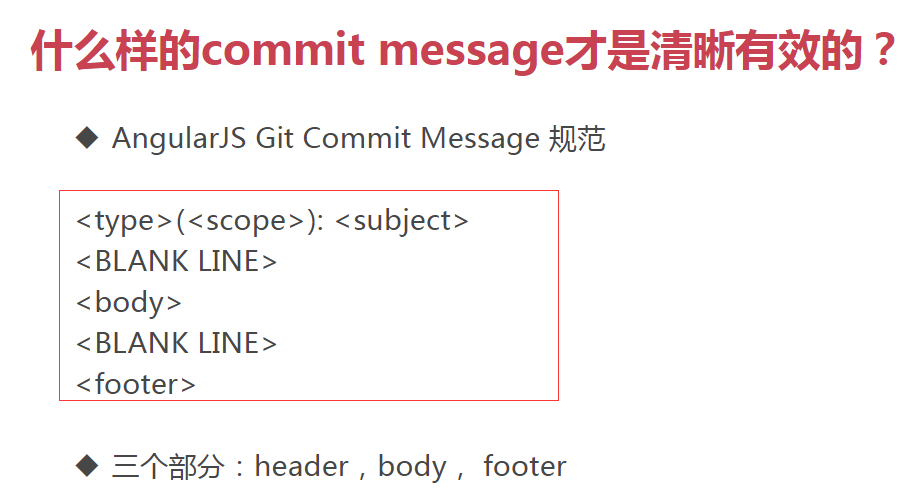 什么样的commit message才是清晰有效的？
◆ AngularJS Git Commit Message 规范
<type>(<scope>): <subject>
<BLANK LINE>
<body>
<BLANK LINE>
<footer>
◆ 三个部分：header，body， footer